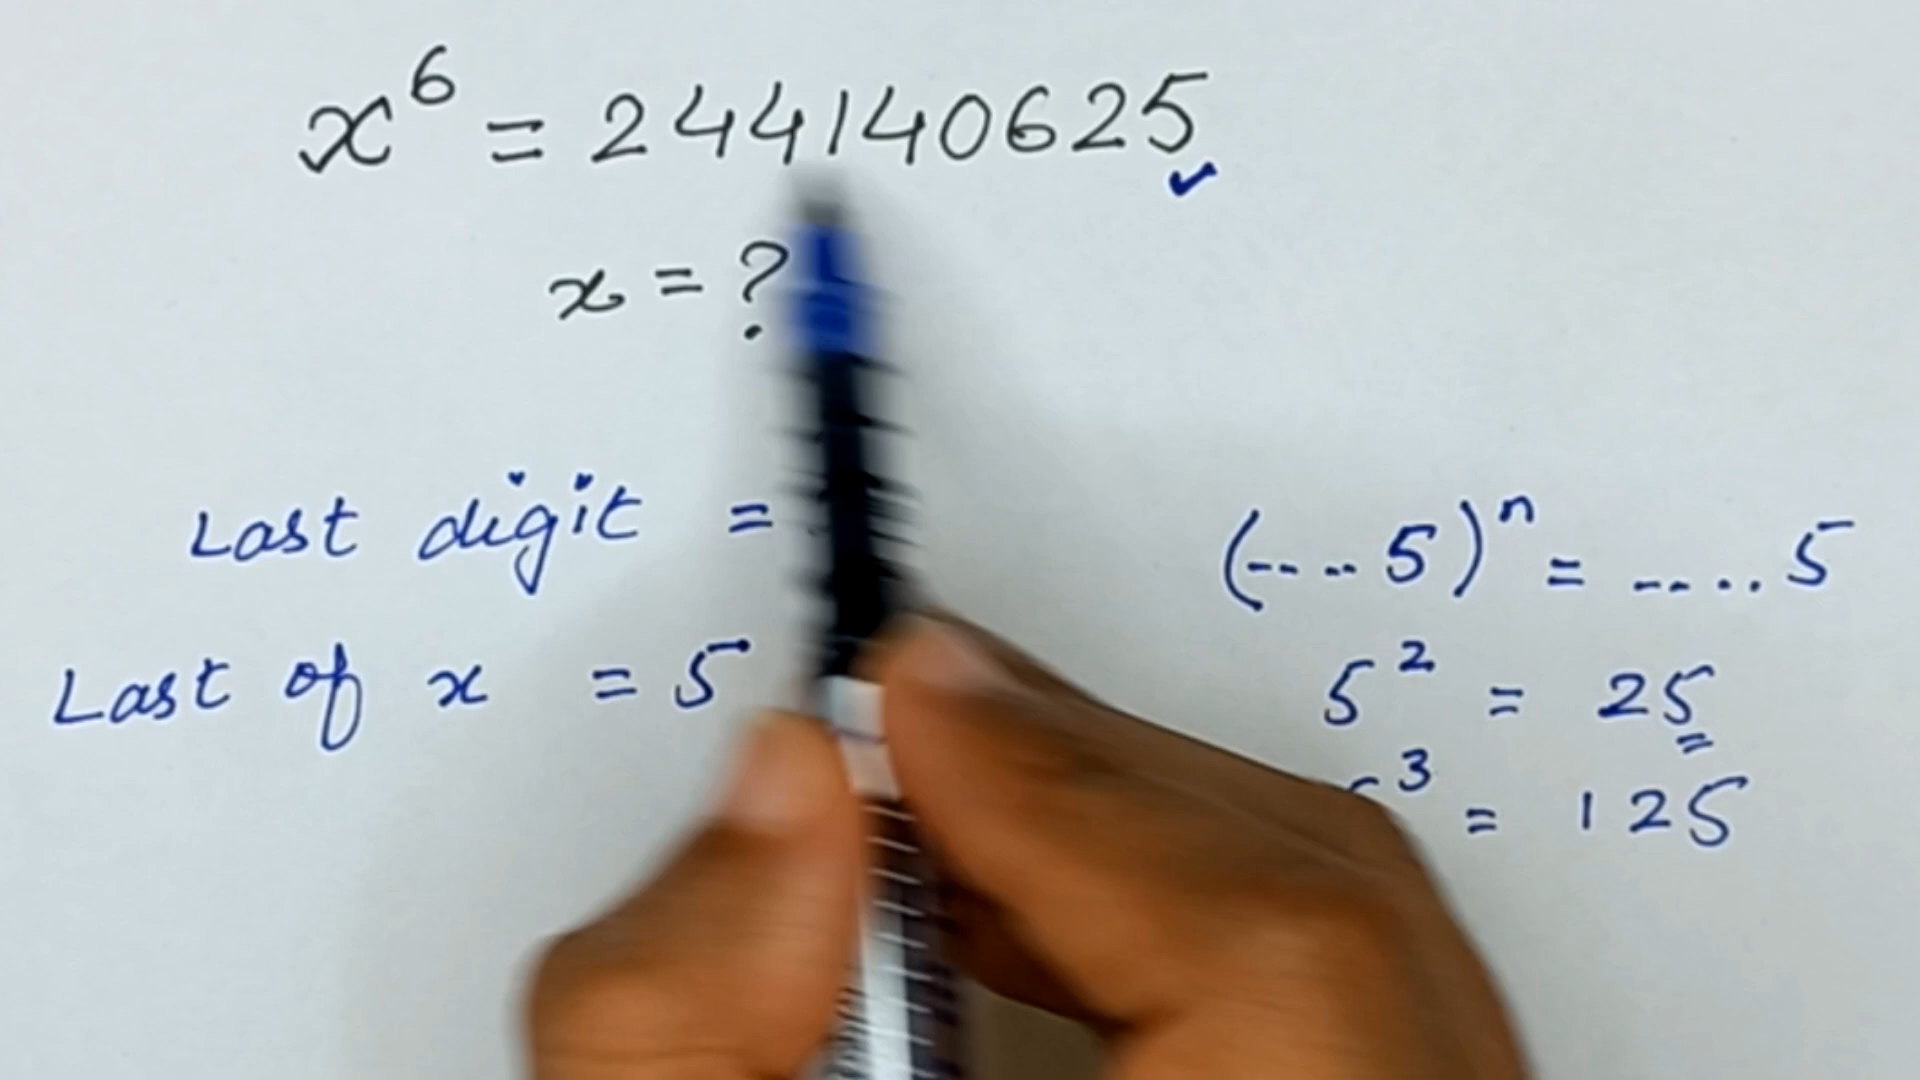 x⁶ = 244140625
x = ?
Last digit =
(---- 5)ⁿ = ---.. 5
Last of x = 5
5² = 25
³ = 125